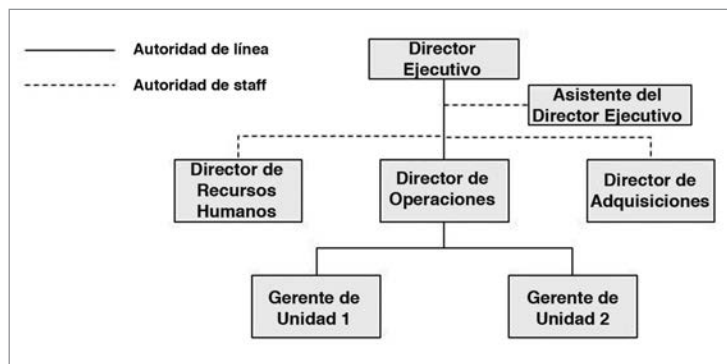 Autoridad de línea
Autoridad de staff
Director
Ejecutivo
Asistente del
Director Ejecutivo
Director de
Recursos
Humanos
Director de
Operaciones
Director de
Adquisiciones
Gerente de
Unidad 1
Gerente de
Unidad 2